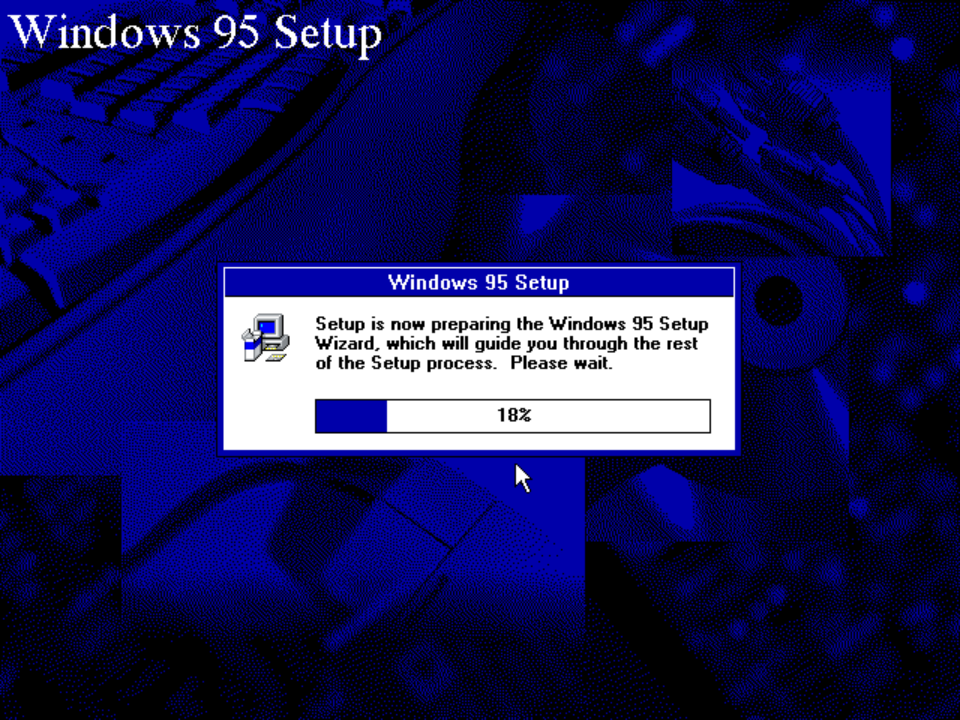 Windows 95 Setup
Windows 95 Setup
Setup is now preparing the Windows 95 Setup
Wizard, which will guide you through the rest
of the Setup process.  Please wait.
18%